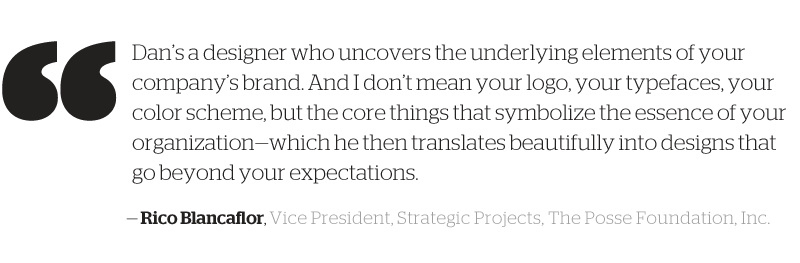 “
Dan’s a designer who uncovers the underlying elements of your
company’s brand. And I don’t mean your logo, your typefaces, your
color scheme, but the core things that symbolize the essence of your
organization—which he then translates beautifully into designs that
go beyond your expectations.
— Rico Blancaflor, Vice President, Strategic Projects, The Posse Foundation, Inc.